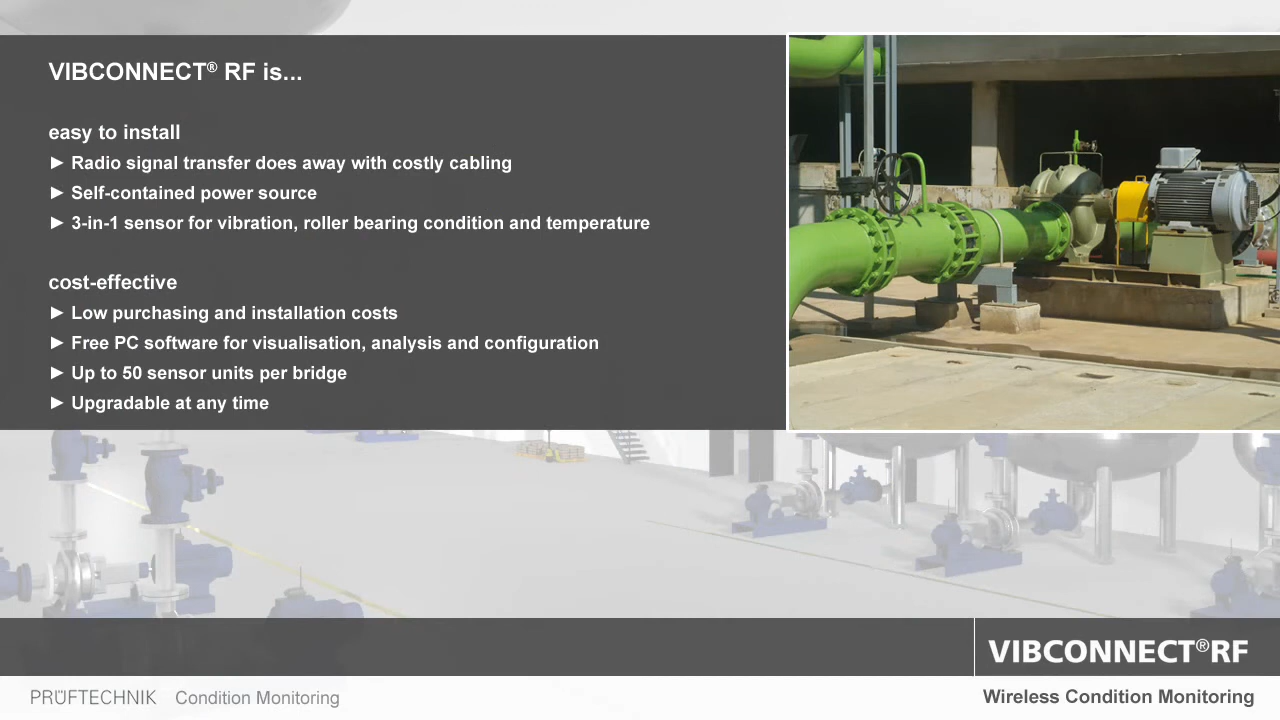 VIBCONNECT® RF is...
easy to install
► Radio signal transfer does away with costly cabling
► Self-contained power source
► 3-in-1 sensor for vibration, roller bearing condition and temperature
cost-effective
► Low purchasing and installation costs
► Free PC software for visualisation, analysis and configuration
► Up to 50 sensor units per bridge
► Upgradable at any time
VIBCONNECT®RF
PRÜFTECHNIK Condition Monitoring
Wireless Condition Monitoring